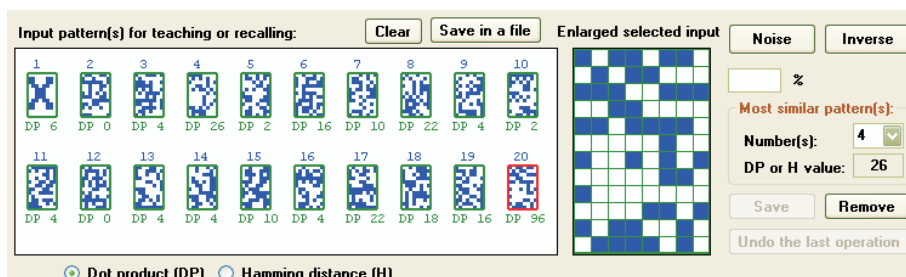 Input pattern(s) for teaching or recalling:
Clear
Save in a file
Enlarged selected input
Noise
Inverse
1 2 3 4 5 6 7 8 9 10
DP 6 DP 0 DP 4 DP 26 DP 2 DP 16 DP 10 DP 22 DP 4 DP 2
11 12 13 14 15 16 17 18 19 20
DP 4 DP 0 DP 4 DP 4 DP 10 DP 4 DP 22 DP 18 DP 16 DP 96
%
Most similar pattern(s):
Number(s): 4
DP or H value: 26
Save
Remove
Undo the last operation
Dot product (DP) Hamming distance (H)